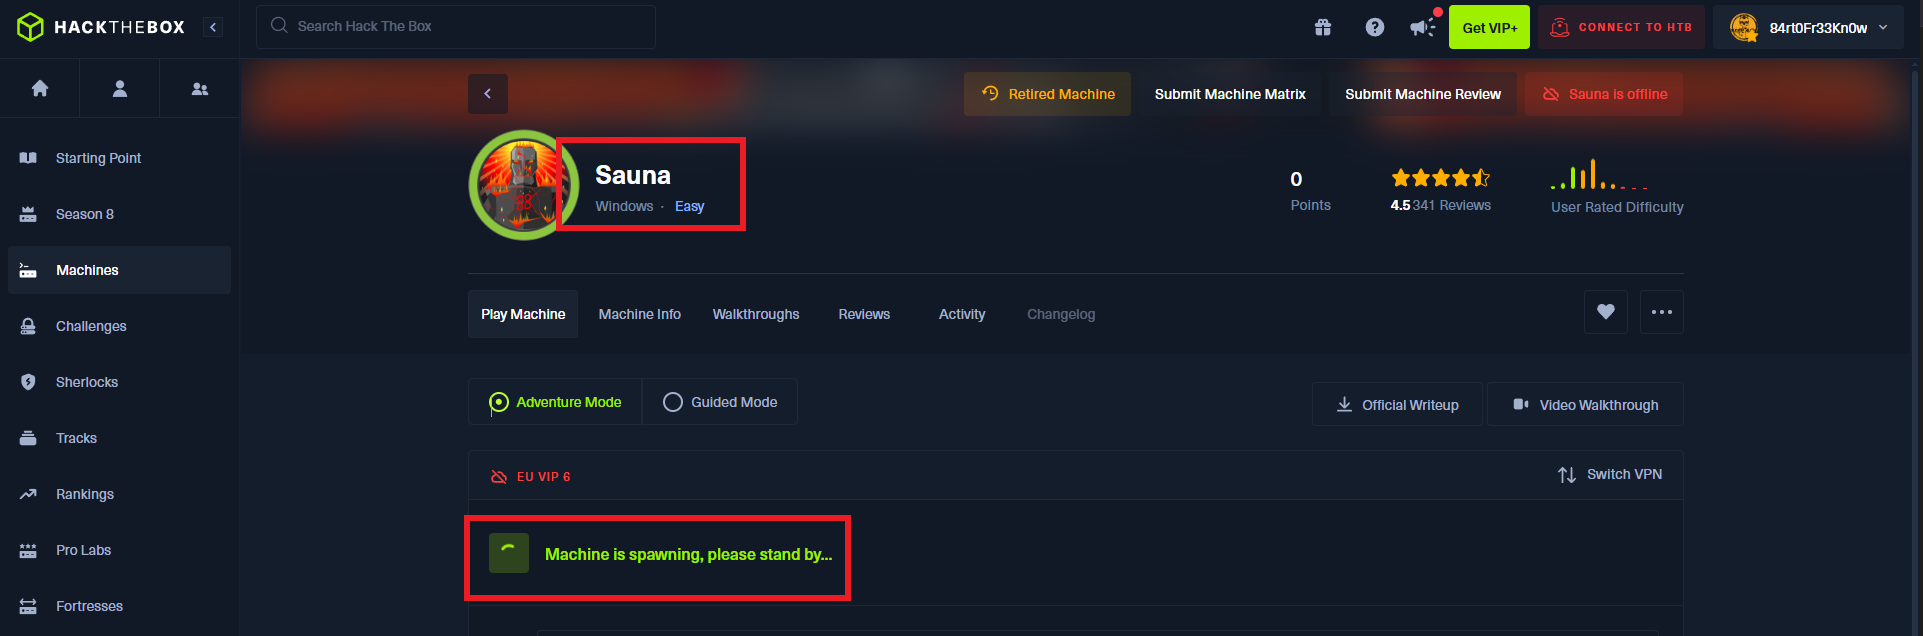 HACKTHEBOX
Search Hack The Box
Get VIP+
CONNECT TO HTB
84rt0Fr33Kn0w
Starting Point
Season 8
Machines
Challenges
Sherlocks
Tracks
Rankings
Pro Labs
Fortresses
Retired Machine
Submit Machine Matrix
Submit Machine Review
Sauna is offline
Sauna
Windows · Easy
0
Points
4.5 341 Reviews
User Rated Difficulty
Play Machine
Machine Info
Walkthroughs
Reviews
Activity
Changelog
Adventure Mode
Guided Mode
Official Writeup
Video Walkthrough
EU VIP 6
Switch VPN
Machine is spawning, please stand by...